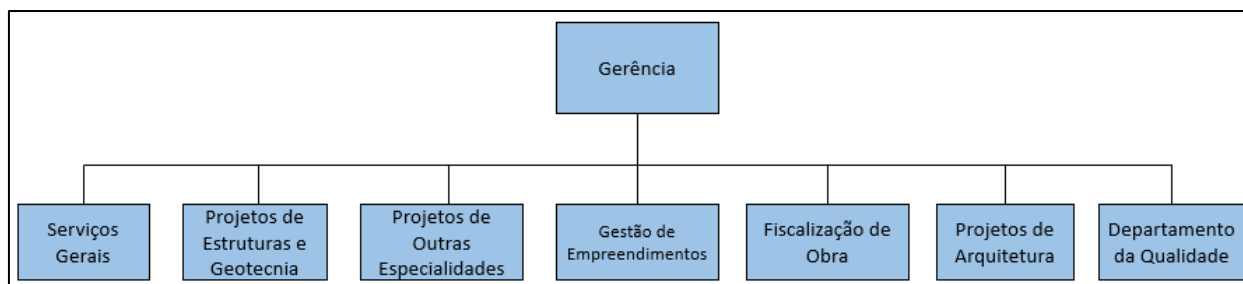 Gerência
Serviços
Gerais
Projetos de
Estruturas e
Geotecnia
Projetos de
Outras
Especialidades
Gestão de
Empreendimentos
Fiscalização de
Obra
Projetos de
Arquitetura
Departamento
da Qualidade